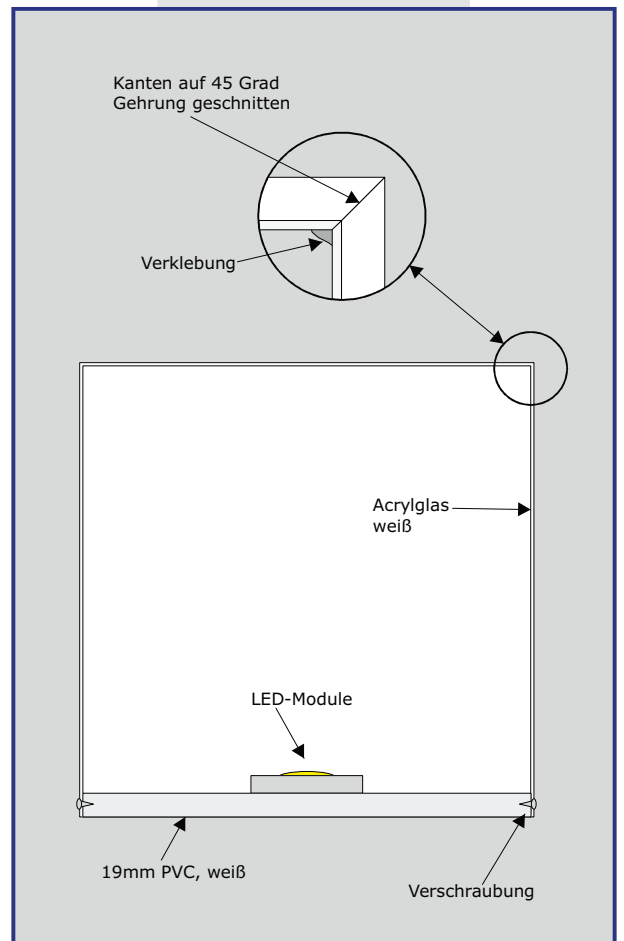 Kanten auf 45 Grad
Gehrung geschnitten
Verklebung
Acrylglas
weiß
LED-Module
19mm PVC, weiß
Verschraubung